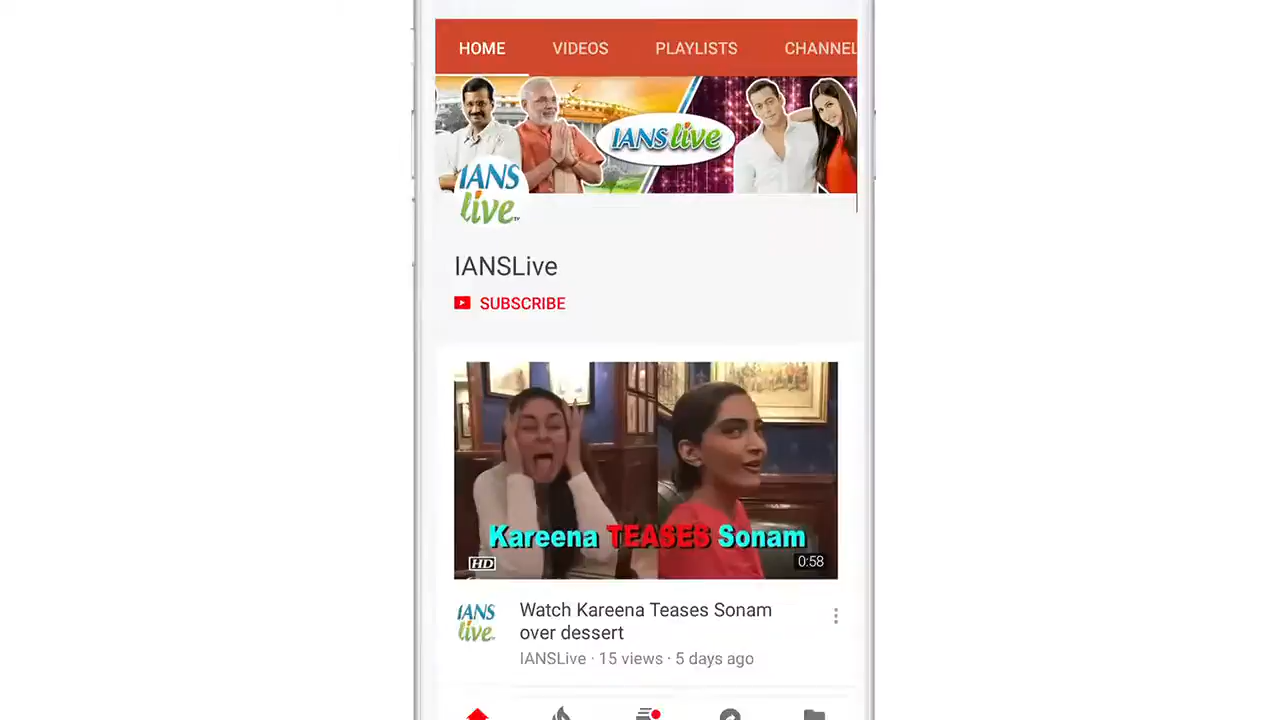 HOME VIDEOS PLAYLISTS CHANNEL
IANS live
IANS
live
IANSLive
SUBSCRIBE
Kareena TEASES Sonam
HD
0:58
IANS
live
Watch Kareena Teases Sonam
over dessert
IANSLive · 15 views · 5 days ago